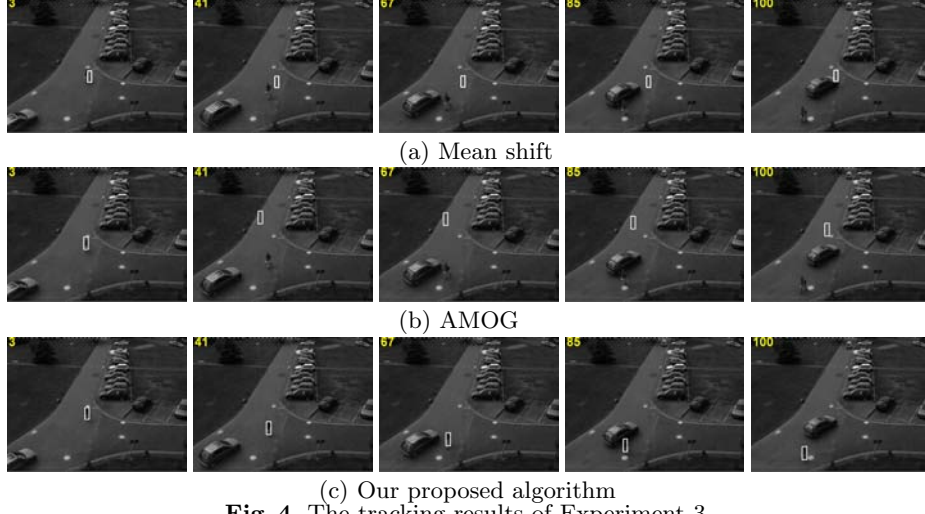 3 41 67 85 100
(a) Mean shift
3 41 67 85 100
(b) AMOG
3 41 67 85 100
(c) Our proposed algorithm
Fig. 4. The tracking results of Experiment 3